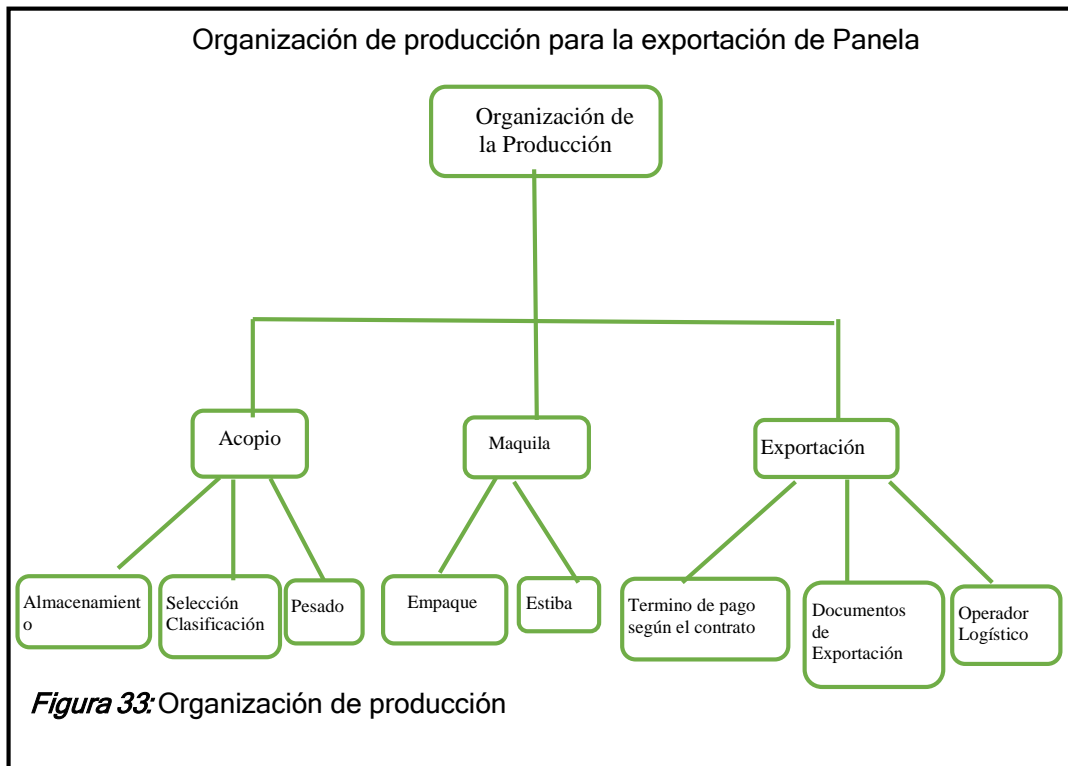 Organización de producción para la exportación de Panela
Organización de
la Producción
Acopio
Maquila
Exportación
Almacenamient
o
Selección
Clasificación
Pesado
Empaque
Estiba
Termino de pago
según el contrato
Documentos
de
Exportación
Operador
Logístico
Figura 33: Organización de producción